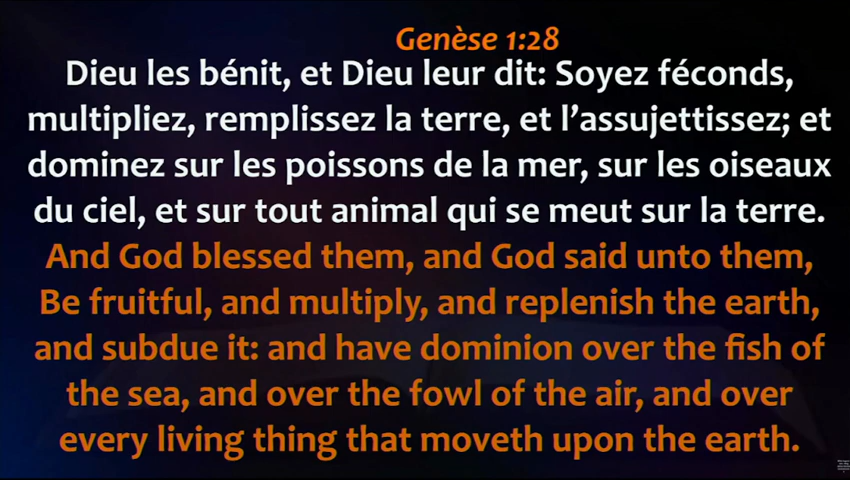 Genèse 1:28
Dieu les bénit, et Dieu leur dit: Soyez féconds,
multipliez, remplissez la terre, et l’assujettissez; et
dominez sur les poissons de la mer, sur les oiseaux
du ciel, et sur tout animal qui se meut sur la terre.
And God blessed them, and God said unto them,
Be fruitful, and multiply, and replenish the earth,
and subdue it: and have dominion over the fish of
the sea, and over the fowl of the air, and over
every living thing that moveth upon the earth.